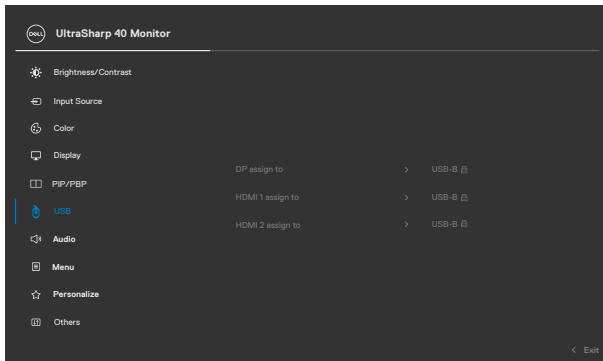 DELL UltraSharp 40 Monitor
Brightness/Contrast
Input Source
Color
Display
DP assign to > USB-B
PIP/PBP
HDMI 1 assign to > USB-B
USB
HDMI 2 assign to > USB-B
Audio
Menu
Personalize
Others
< Exit